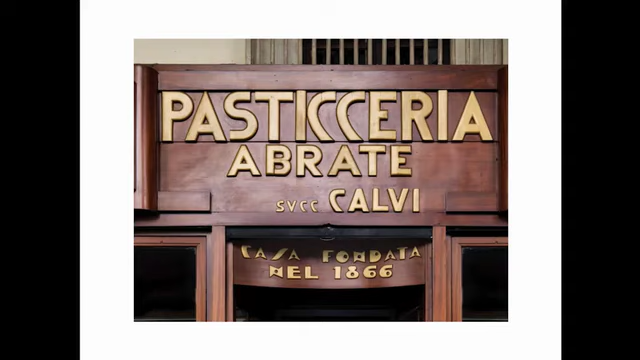 PASTICCERIA
ABRATE
SVCC CALVI
CASA FONDATA
NEL 1866